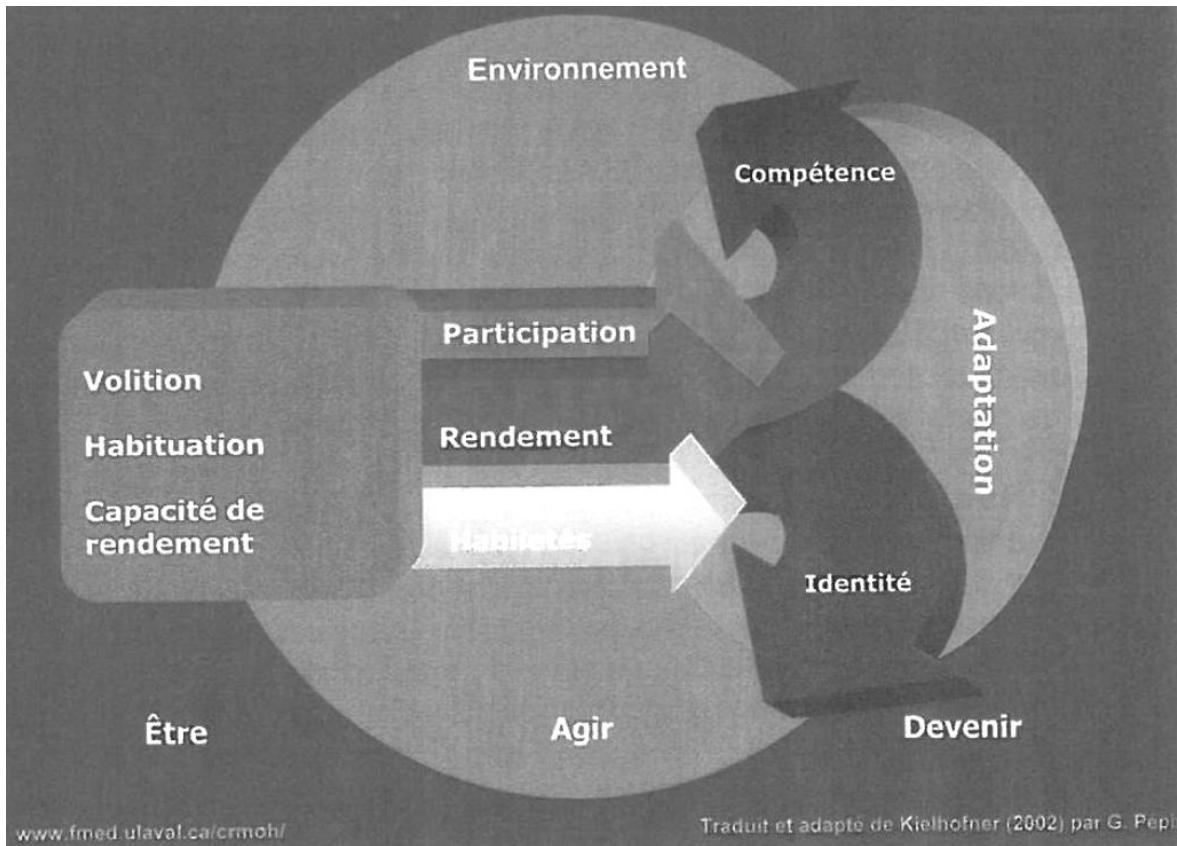 Environnement
Compétence
Participation
Volition
Adaptation
Rendement
Habituation
Capacité de
rendement
Habiletés
Identité
Être
Agir
Devenir
www.fmed.ulaval.ca/crmoh/
Traduit et adapté de Kielhofner (2002) par G. Pepi